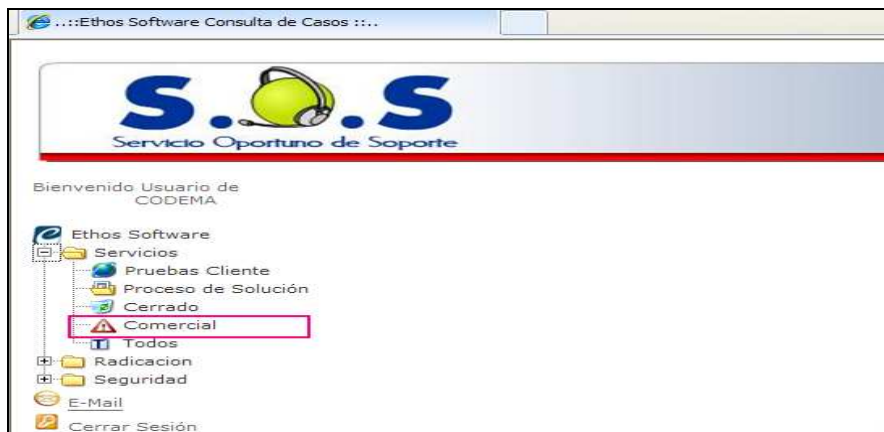 ..::Ethos Software Consulta de Casos ::..
S.O.S
Servicio Oportuno de Soporte
Bienvenido Usuario de
CODEMA
Ethos Software
Servicios
Pruebas Cliente
Proceso de Solución
Cerrado
Comercial
Todos
Radicacion
Seguridad
E-Mail
Cerrar Sesión